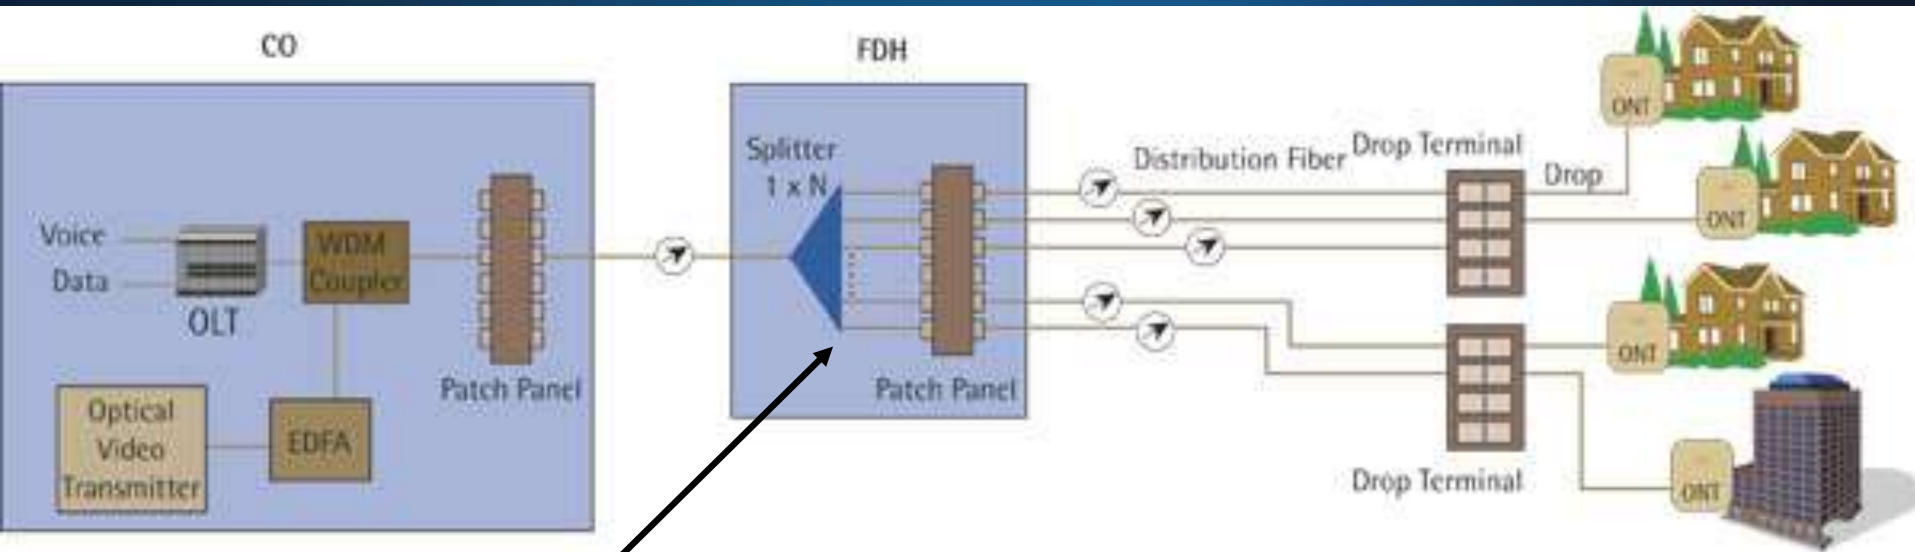 CO
FDH
Voice
Data
OLT
WDM
Coupler
Patch Panel
Optical
Video
Transmitter
EDFA
Splitter
1 x N
Patch Panel
Distribution Fiber
Drop Terminal
Drop
Drop Terminal
ONT
ONT
ONT
ONT